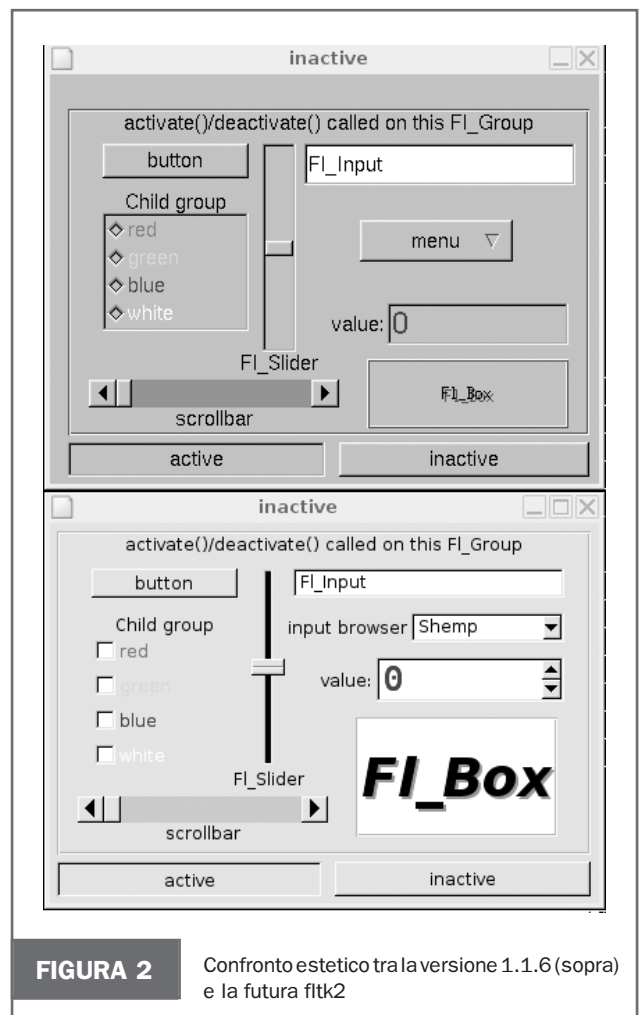 inactive
activate()/deactivate() called on this Fl_Group
button
Fl_Input
Child group
red
green
blue
white
menu
value: 0
Fl_Slider
Fl_Box
scrollbar
active
inactive
inactive
activate()/deactivate() called on this Fl_Group
button
Fl_Input
Child group
input browser Shemp
red
green
blue
white
value: 0
Fl_Slider
Fl_Box
scrollbar
active
inactive
FIGURA 2
Confronto estetico tra la versione 1.1.6 (sopra)
e la futura fltk2